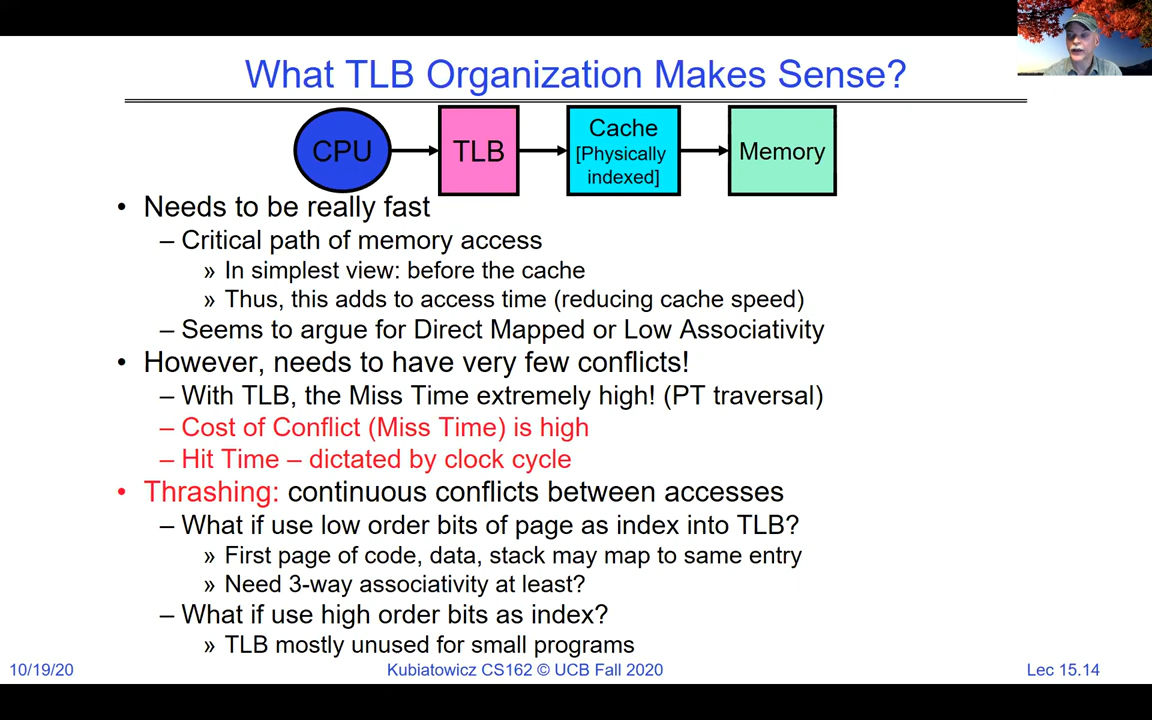 What TLB Organization Makes Sense?
CPU
TLB
Cache
[Physically
indexed]
Memory
• Needs to be really fast
– Critical path of memory access
» In simplest view: before the cache
» Thus, this adds to access time (reducing cache speed)
– Seems to argue for Direct Mapped or Low Associativity
• However, needs to have very few conflicts!
– With TLB, the Miss Time extremely high! (PT traversal)
– Cost of Conflict (Miss Time) is high
– Hit Time – dictated by clock cycle
• Thrashing: continuous conflicts between accesses
– What if use low order bits of page as index into TLB?
» First page of code, data, stack may map to same entry
» Need 3-way associativity at least?
– What if use high order bits as index?
» TLB mostly unused for small programs
10/19/20
Kubiatowicz CS162 © UCB Fall 2020
Lec 15.14